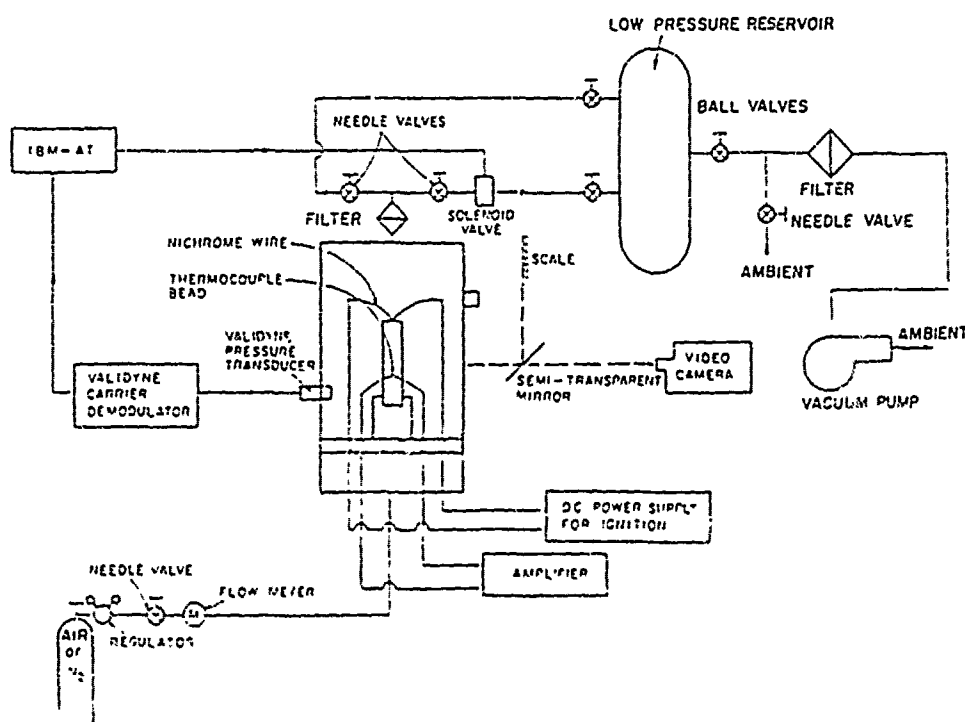 LOW PRESSURE RESERVOIR
BALL VALVES
NEEDLE VALVES
IBM-AT
FILTER
SOLENOID
VALVE
FILTER
NEEDLE VALVE
AMBIENT
NICHROME WIRE
SCALE
THERMOCOUPLE
BEAD
VALIDYNE
PRESSURE
TRANSDUCER
AMBIENT
VIDEO
CAMERA
SEMI-TRANSPARENT
MIRROR
VALIDYNE
CARRIER
DEMODULATOR
VACUUM PUMP
DC POWER SUPPLY
FOR IGNITION
AMPLIFIER
NEEDLE VALVE
FLOW METER
M
REGULATOR
AIR
OR
N2